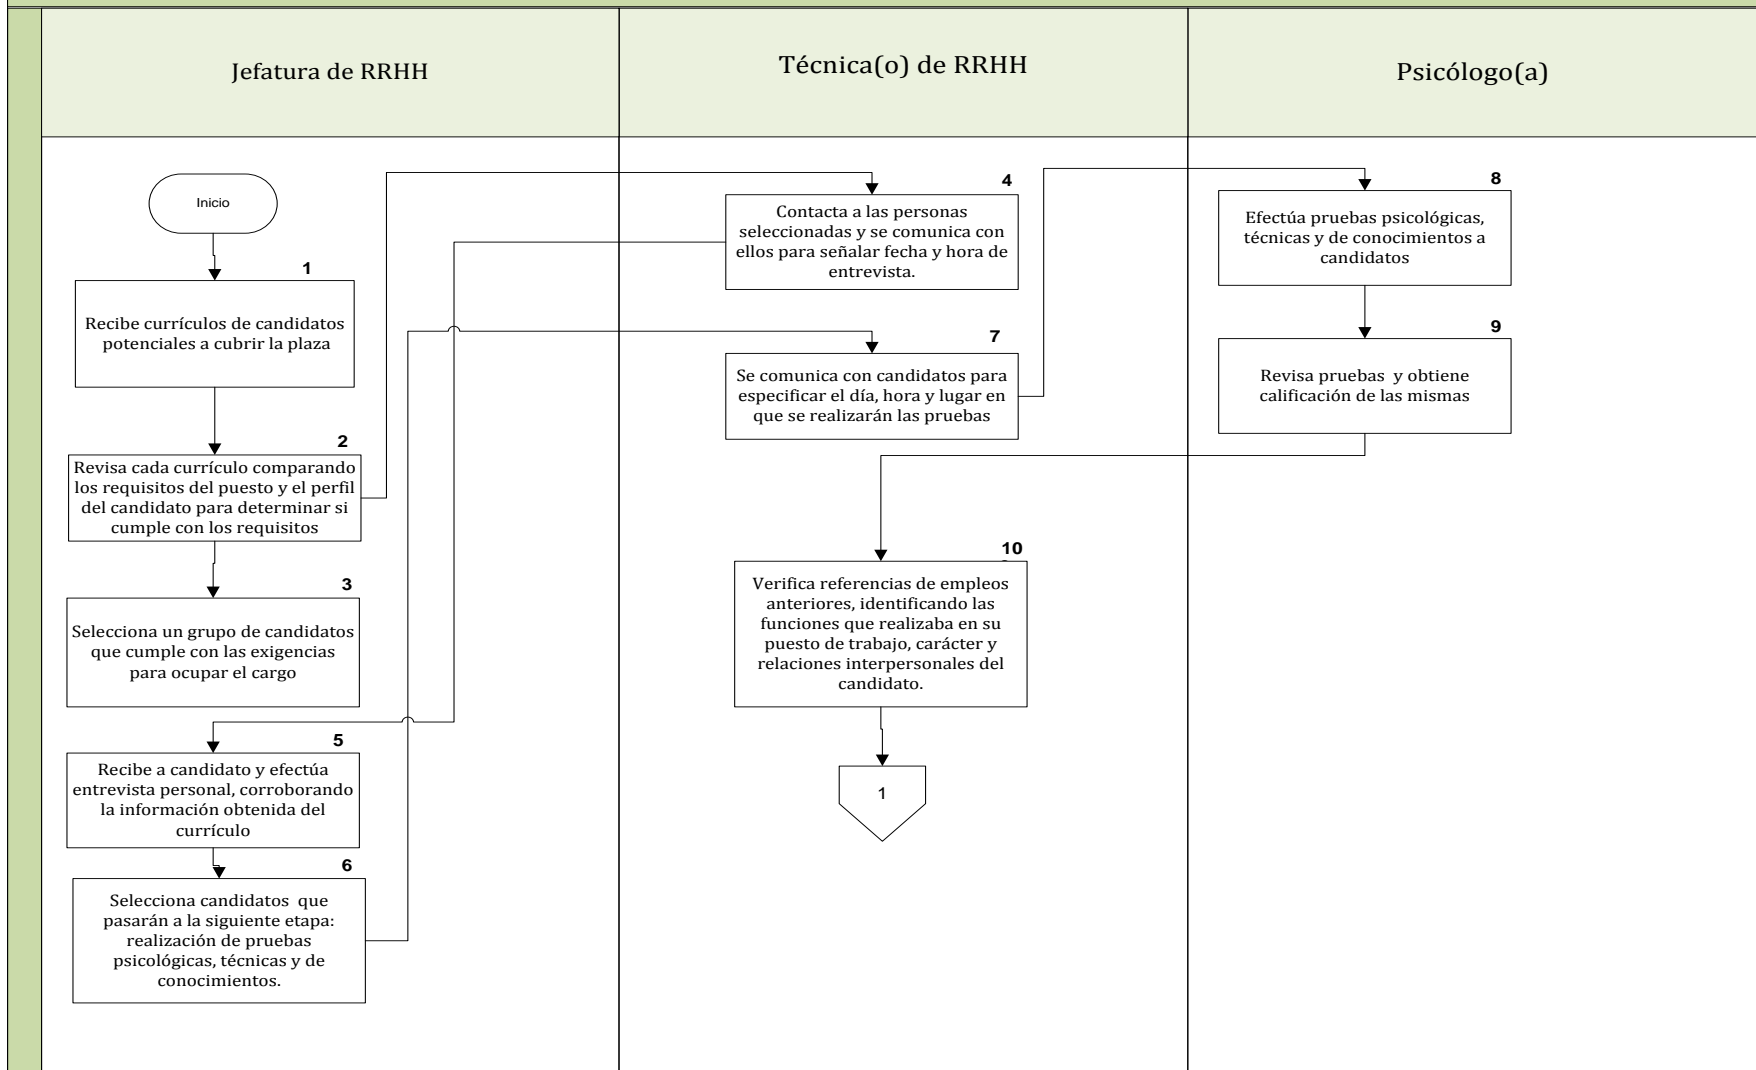 Jefatura de RRHH
Técnica(o) de RRHH
Psicólogo(a)
Inicio
1
Recibe currículos de candidatos
potenciales a cubrir la plaza
2
Revisa cada currículo comparando
los requisitos del puesto y el perfil
del candidato para determinar si
cumple con los requisitos
3
Selecciona un grupo de candidatos
que cumple con las exigencias
para ocupar el cargo
4
Contacta a las personas
seleccionadas y se comunica con
ellos para señalar fecha y hora de
entrevista.
5
Recibe a candidato y efectúa
entrevista personal, corroborando
la información obtenida del
currículo
6
Selecciona candidatos que
pasarán a la siguiente etapa:
realización de pruebas
psicológicas, técnicas y de
conocimientos.
7
Se comunica con candidatos para
especificar el día, hora y lugar en
que se realizarán las pruebas
8
Efectúa pruebas psicológicas,
técnicas y de conocimientos a
candidatos
9
Revisa pruebas y obtiene
calificación de las mismas
10
Verifica referencias de empleos
anteriores, identificando las
funciones que realizaba en su
puesto de trabajo, carácter y
relaciones interpersonales del
candidato.
1